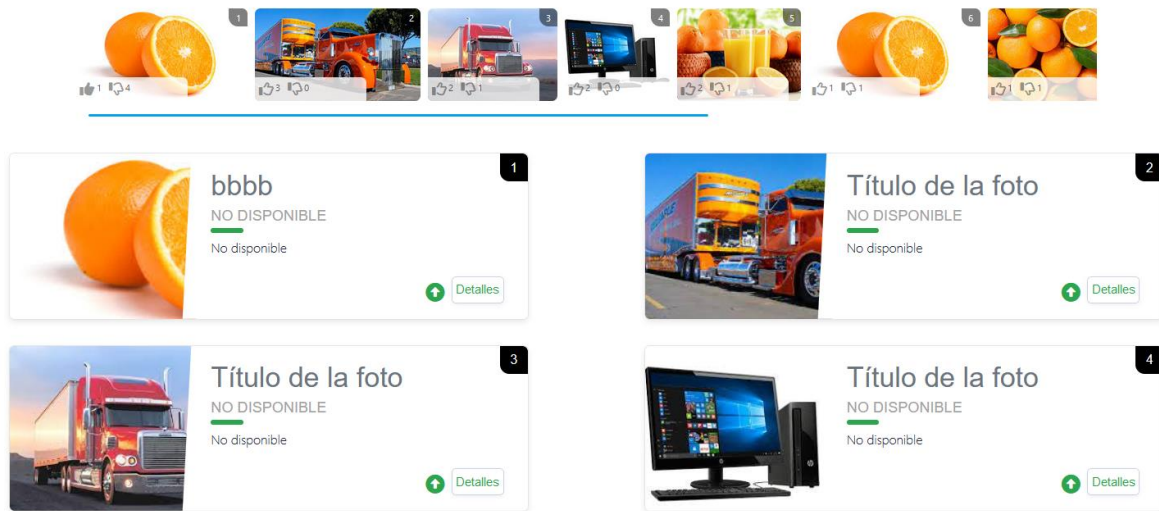 1
2
3
4
5
6
1 4
3 0
2 1
2 0
2 1
1 1
1 1
1
bbbb
NO DISPONIBLE
No disponible
Detalles
2
Título de la foto
NO DISPONIBLE
No disponible
Detalles
3
Título de la foto
NO DISPONIBLE
No disponible
Detalles
4
Título de la foto
NO DISPONIBLE
No disponible
Detalles